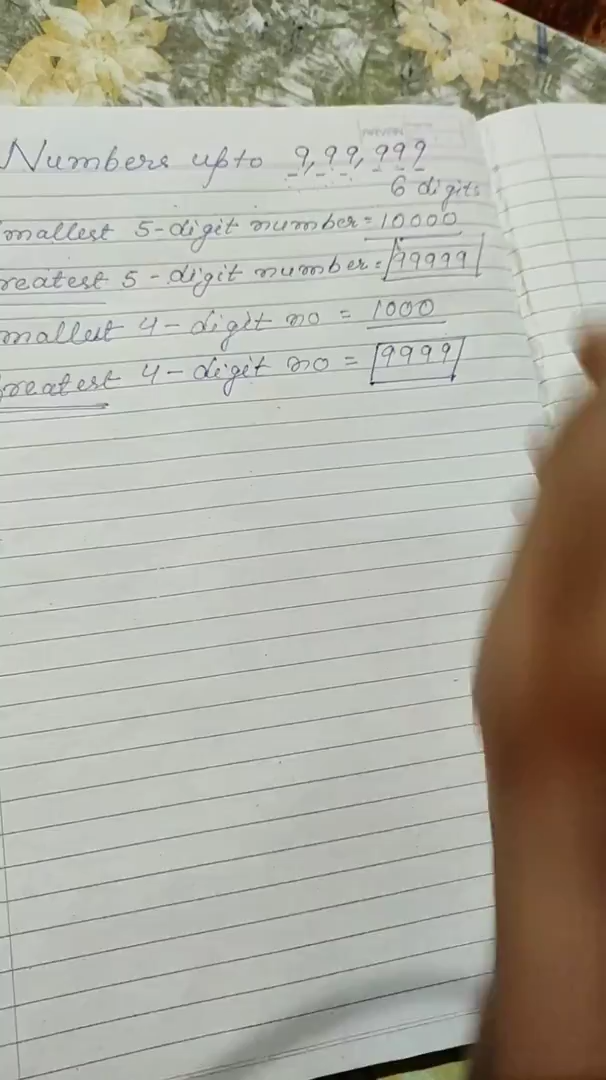 Numbers upto 9,99,999
6 digits
mallest 5-digit number = 10000
reatest 5-digit number = 99999
mallest 4-digit no = 1000
reatest 4-digit no = 9999